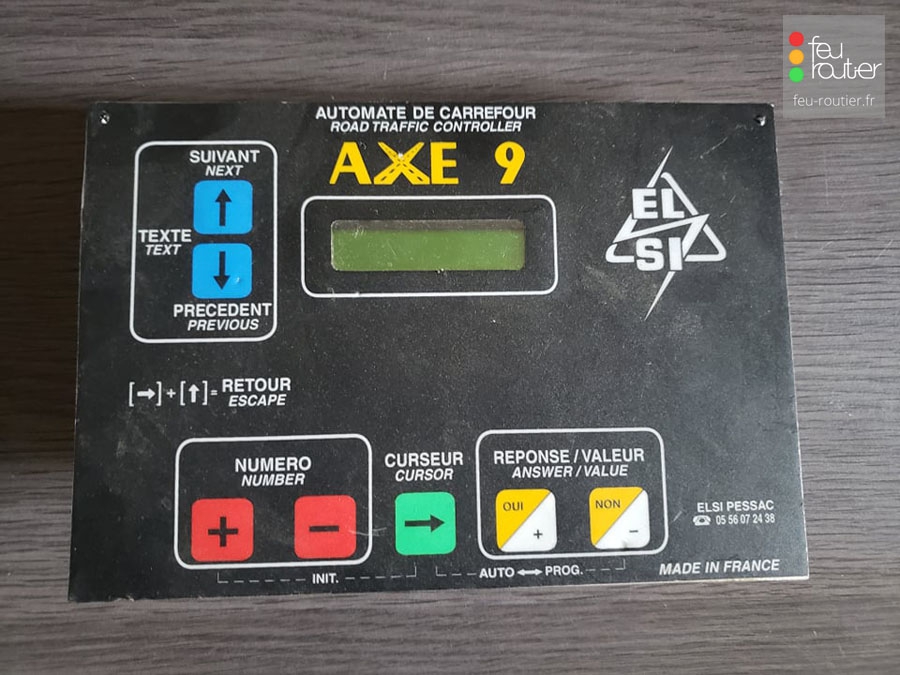 feu
routier
feu-routier.fr
AUTOMATE DE CARREFOUR
ROAD TRAFFIC CONTROLLER
AXE 9
SUIVANT
NEXT
TEXTE
TEXT
PRECEDENT
PREVIOUS
EL
SI
[→]+[↑]= RETOUR
ESCAPE
NUMERO
NUMBER
+
−
CURSEUR
CURSOR
REPONSE / VALEUR
ANSWER / VALUE
OUI
+
NON
−
ELSI PESSAC
☎ 05 56 07 24 38
INIT.
AUTO ↔ PROG.
MADE IN FRANCE